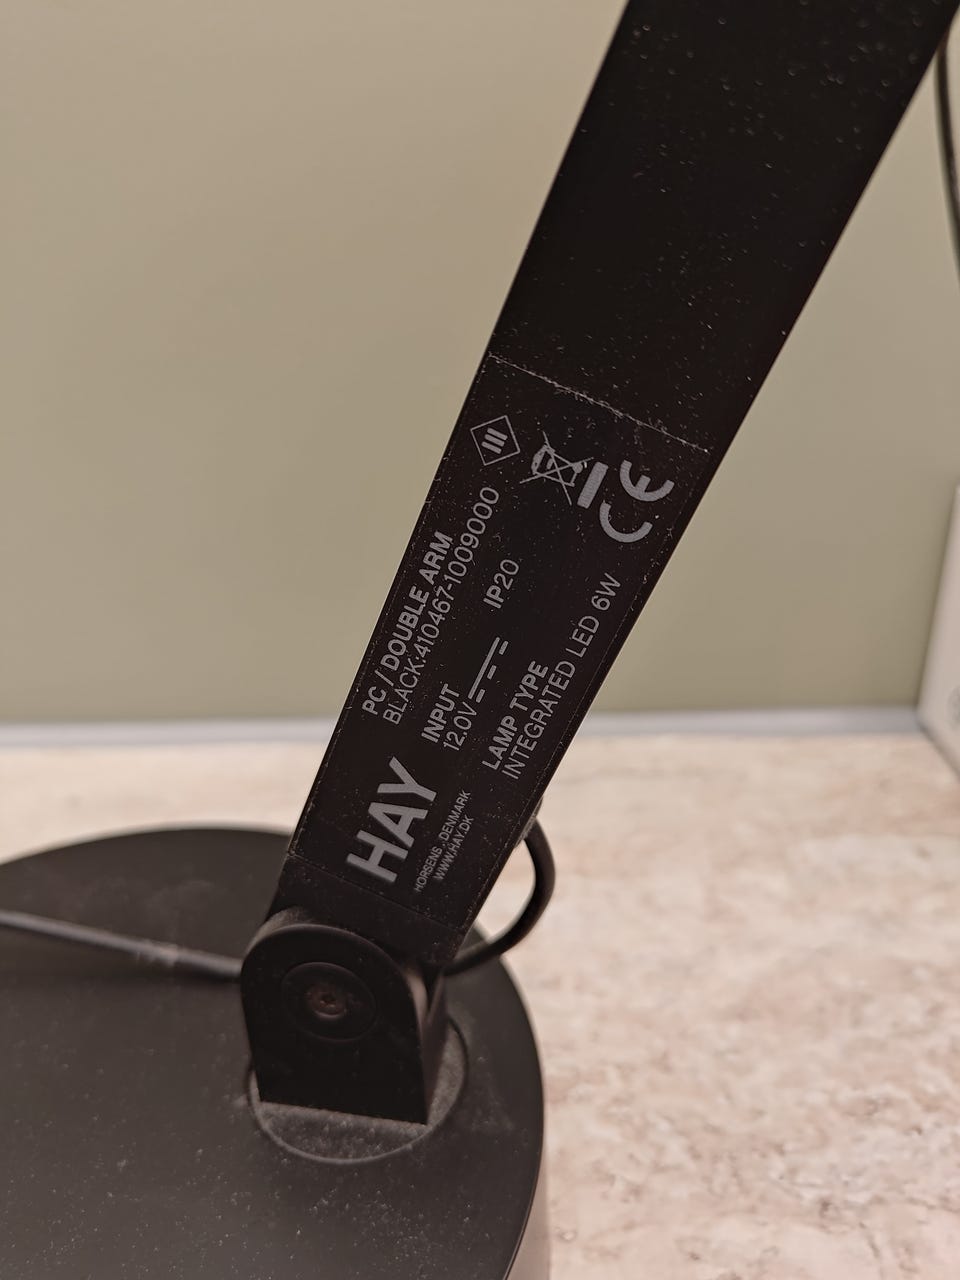 HAY
HORSENS, DENMARK
WWW.HAY.DK
PC / DOUBLE ARM
BLACK:410467-1009000
INPUT
12.0V
IP20
LAMP TYPE
INTEGRATED LED 6W
III
CE